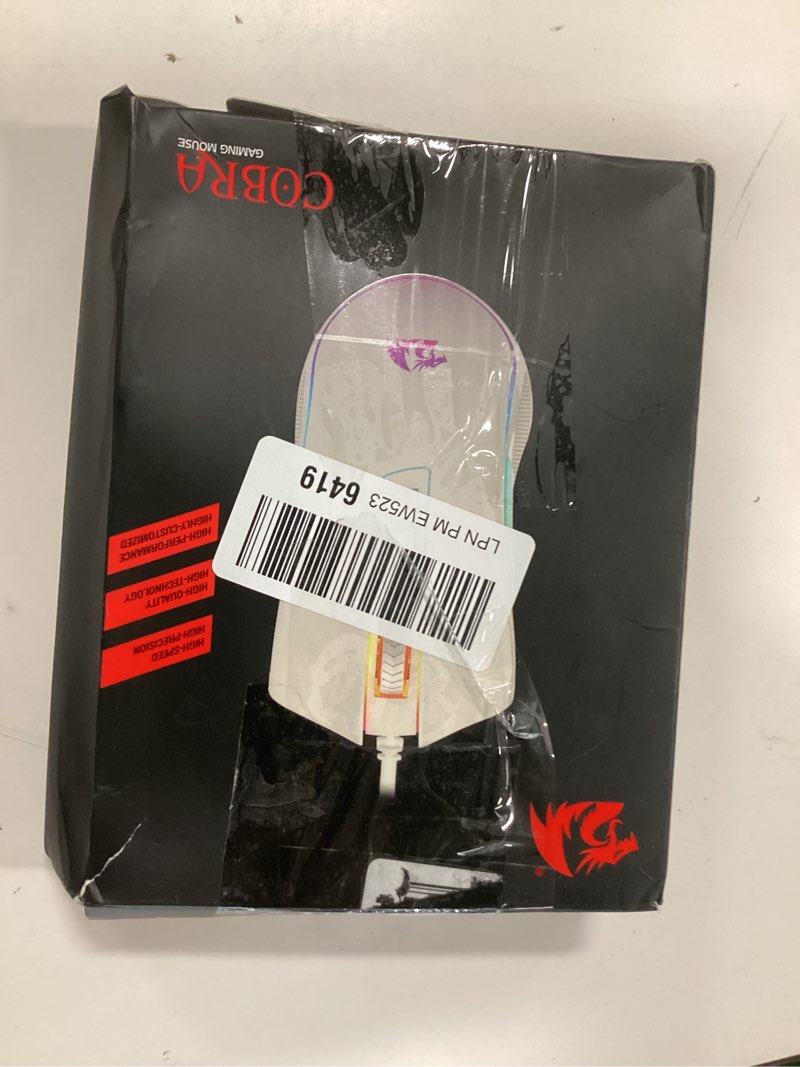 COBRA
GAMING MOUSE
LPN PM EW523 6419
HIGH-SPEED
HIGH-PRECISION
HIGH-QUALITY
HIGH-TECHNOLOGY
HIGH-PERFORMANCE
HIGHLY-CUSTOMIZED
®